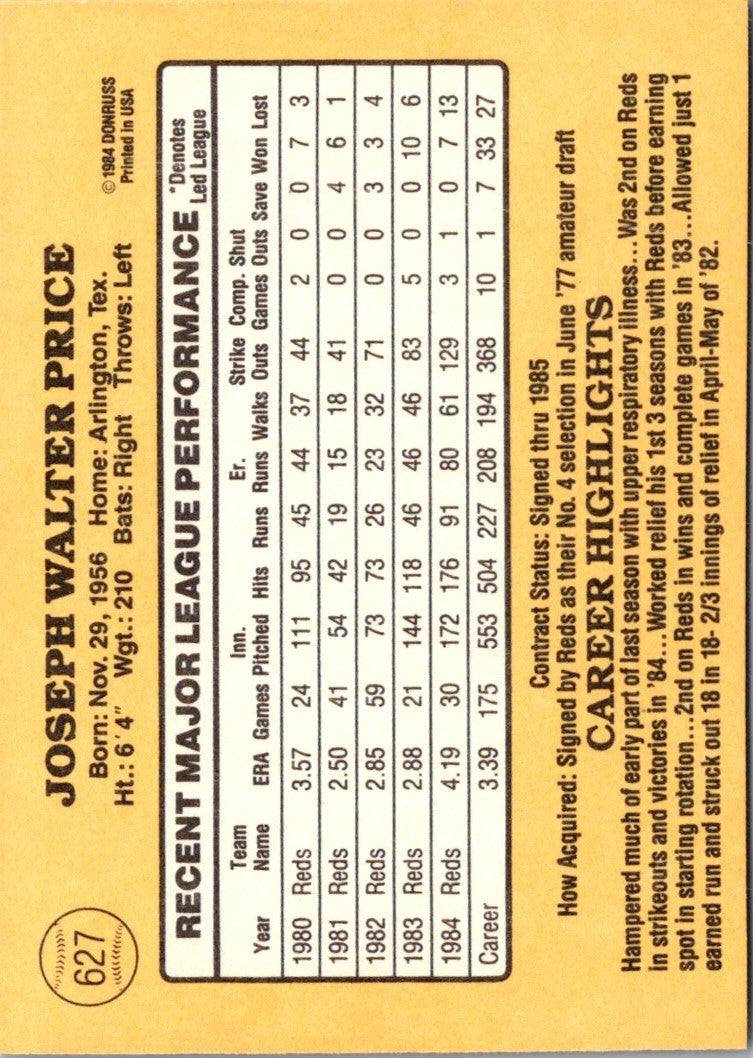 627
JOSEPH WALTER PRICE
Born: Nov. 29, 1956 Home: Arlington, Tex.
Ht.: 6'4" Wgt.: 210 Bats: Right Throws: Left
© 1984 DONRUSS
Printed in USA
RECENT MAJOR LEAGUE PERFORMANCE
*Denotes
Led League
Team Inn. Er. Strike Comp. Shut
Year Name ERA Games Pitched Hits Runs Runs Walks Outs Games Outs Save Won Lost
1980 Reds 3.57 24 111 95 45 44 37 44 2 0 0 7 3
1981 Reds 2.50 41 54 42 19 15 18 41 0 0 4 6 1
1982 Reds 2.85 59 73 73 26 23 32 71 0 0 3 3 4
1983 Reds 2.88 21 144 118 46 46 46 83 5 0 0 10 6
1984 Reds 4.19 30 172 176 91 80 61 129 3 1 0 7 13
Career 3.39 175 553 504 227 208 194 368 10 1 7 33 27
Contract Status: Signed thru 1985
How Acquired: Signed by Reds as their No. 4 selection in June '77 amateur draft
CAREER HIGHLIGHTS
Hampered much of early part of last season with upper respiratory illness...Was 2nd on Reds
in strikeouts and victories in '84...Worked relief his 1st 3 seasons with Reds before earning
spot in starting rotation...2nd on Reds in wins and complete games in '83...Allowed just 1
earned run and struck out 18 in 18- 2/3 innings of relief in April-May of '82.